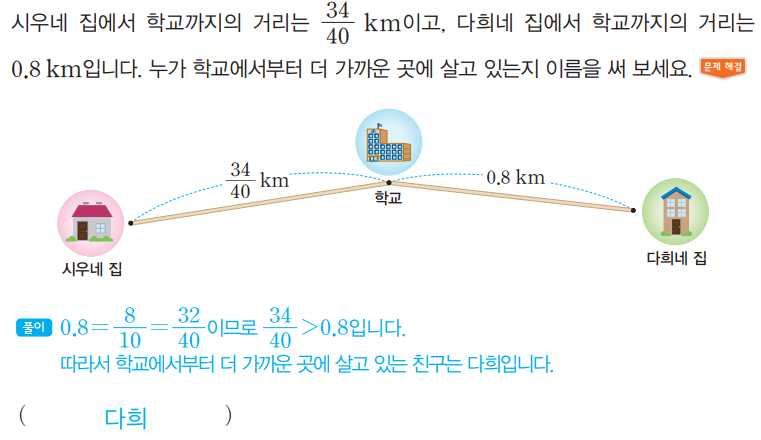 시우네 집에서 학교까지의 거리는 34/40 km이고, 다희네 집에서 학교까지의 거리는
0.8 km입니다. 누가 학교에서부터 더 가까운 곳에 살고 있는지 이름을 써 보세요. 문제 해결
34/40 km
0.8 km
학교
시우네 집
다희네 집
풀이 0.8=8/10=32/40이므로 34/40>0.8입니다.
따라서 학교에서부터 더 가까운 곳에 살고 있는 친구는 다희입니다.
( 다희 )